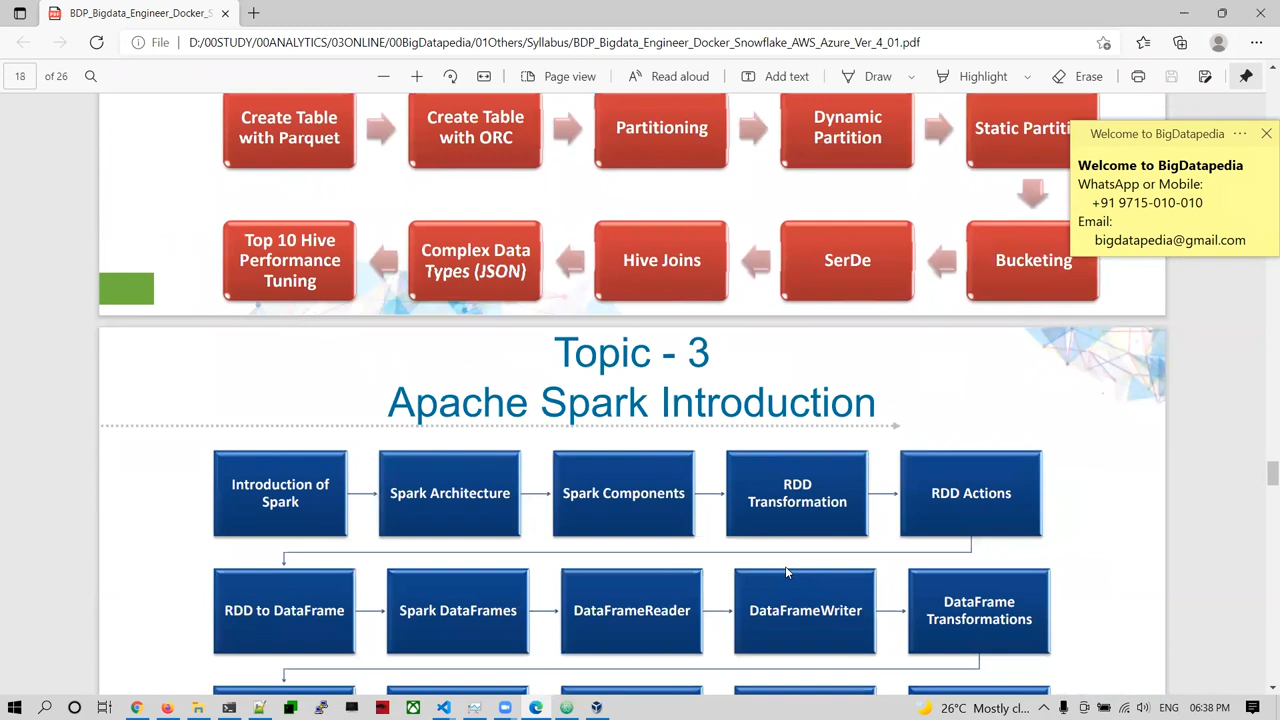 BDP_Bigdata_Engineer_Docker_S
File
D:/00STUDY/00ANALYTICS/03ONLINE/00BigDatapedia/01Others/Syllabus/BDP_Bigdata_Engineer_Docker_Snowflake_AWS_Azure_Ver_4_01.pdf
18 of 26
Page view
Read aloud
Add text
Draw
Highlight
Erase
Create Table
with Parquet
Create Table
with ORC
Partitioning
Dynamic
Partition
Static Partiti
Top 10 Hive
Performance
Tuning
Complex Data
Types (JSON)
Hive Joins
SerDe
Bucketing
Welcome to BigDatapedia
Welcome to BigDatapedia
WhatsApp or Mobile:
+91 9715-010-010
Email:
bigdatapedia@gmail.com
Topic - 3
Apache Spark Introduction
Introduction of
Spark
Spark Architecture
Spark Components
RDD
Transformation
RDD Actions
RDD to DataFrame
Spark DataFrames
DataFrameReader
DataFrameWriter
DataFrame
Transformations
26°C Mostly cl...
ENG
06:38 PM